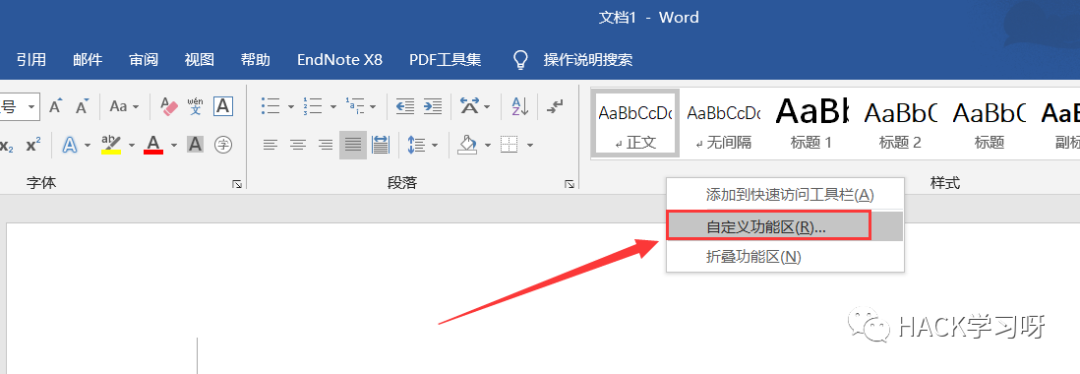 文档1 - Word
引用 邮件 审阅 视图 帮助 EndNote X8 PDF工具集 操作说明搜索
号 A A Aa A wén 文 A A Z
x₂ x² A aby A A 字
AaBbCcDc AaBbCcDc AaBb AaBbC AaBbC AaB
正文 无间隔 标题 1 标题 2 标题 副标
字体 段落 样式
添加到快速访问工具栏(A)
自定义功能区(R)...
折叠功能区(N)
HACK学习呀